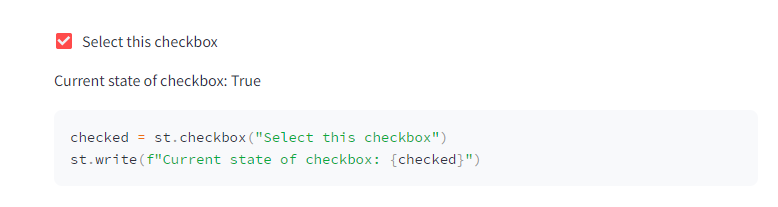 Select this checkbox
Current state of checkbox: True
checked = st.checkbox("Select this checkbox")
st.write(f"Current state of checkbox: {checked}")